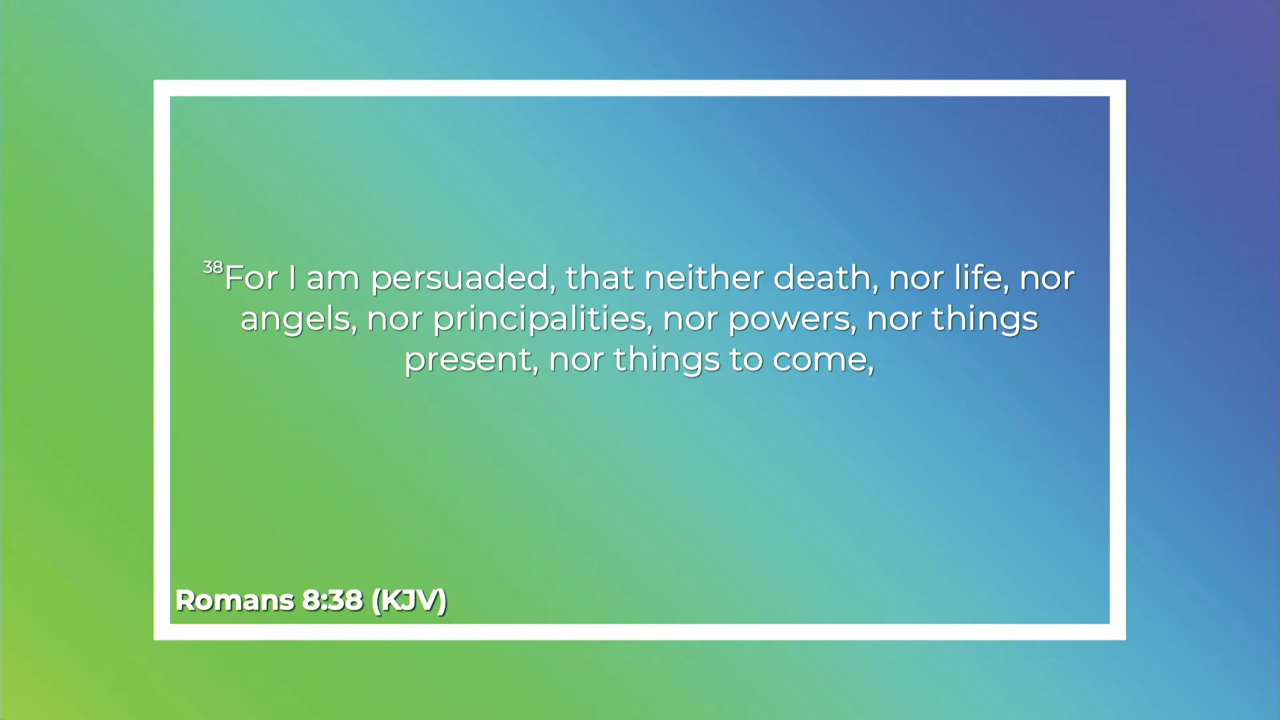 ³⁸For I am persuaded, that neither death, nor life, nor
angels, nor principalities, nor powers, nor things
present, nor things to come,
Romans 8:38 (KJV)